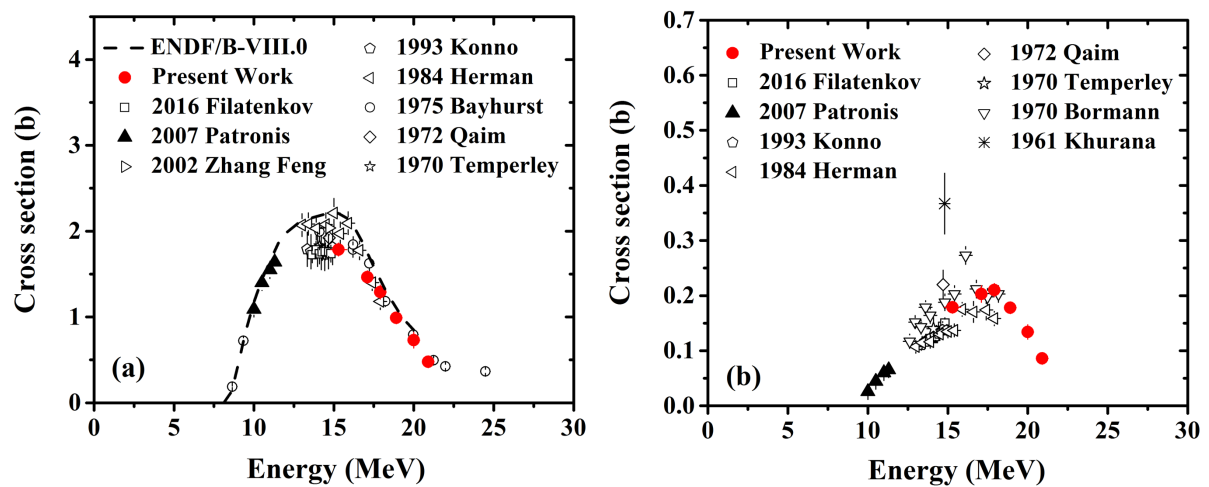 Cross section (b)
4
3
2
1
0
ENDF/B-VIII.0
Present Work
2016 Filatenkov
2007 Patronis
2002 Zhang Feng
1993 Konno
1984 Herman
1975 Bayhurst
1972 Qaim
1970 Temperley
(a)
0 5 10 15 20 25 30
Energy (MeV)
Cross section (b)
0.7
0.6
0.5
0.4
0.3
0.2
0.1
0.0
Present Work
2016 Filatenkov
2007 Patronis
1993 Konno
1984 Herman
1972 Qaim
1970 Temperley
1970 Bormann
1961 Khurana
(b)
0 5 10 15 20 25 30
Energy (MeV)